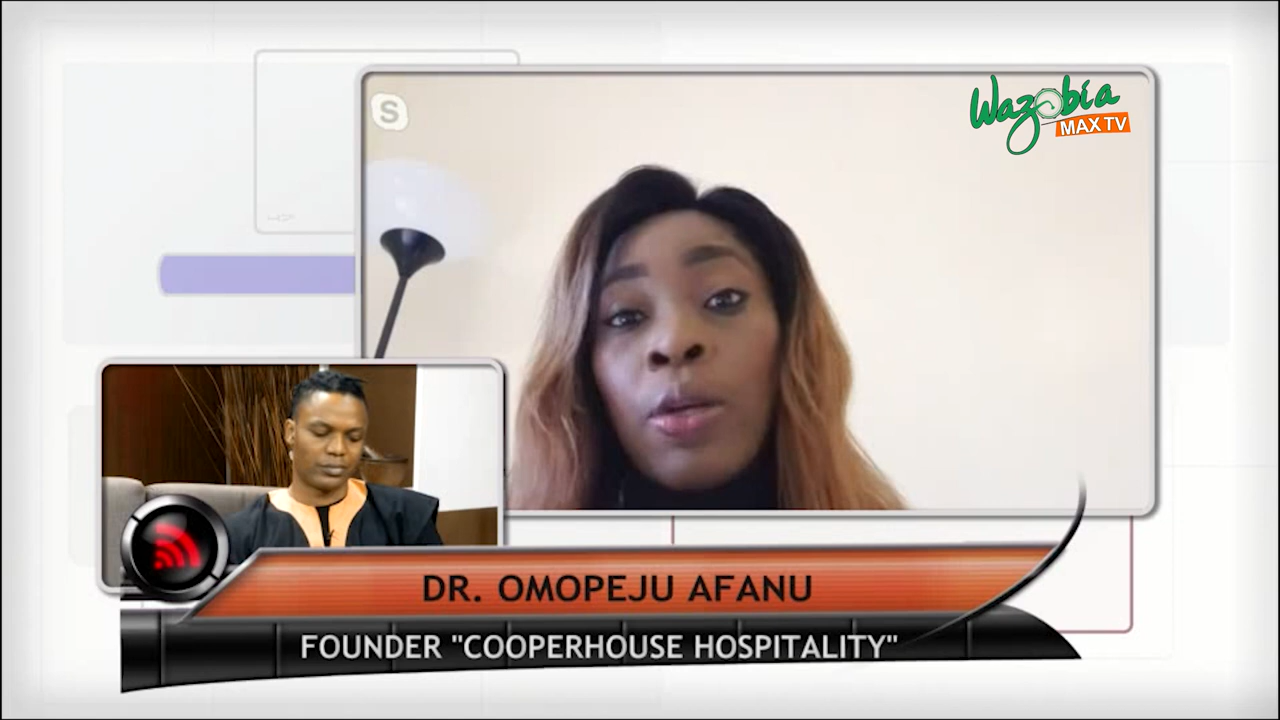 S
Wazobia
MAX TV
DR. OMOPEJU AFANU
FOUNDER "COOPERHOUSE HOSPITALITY"